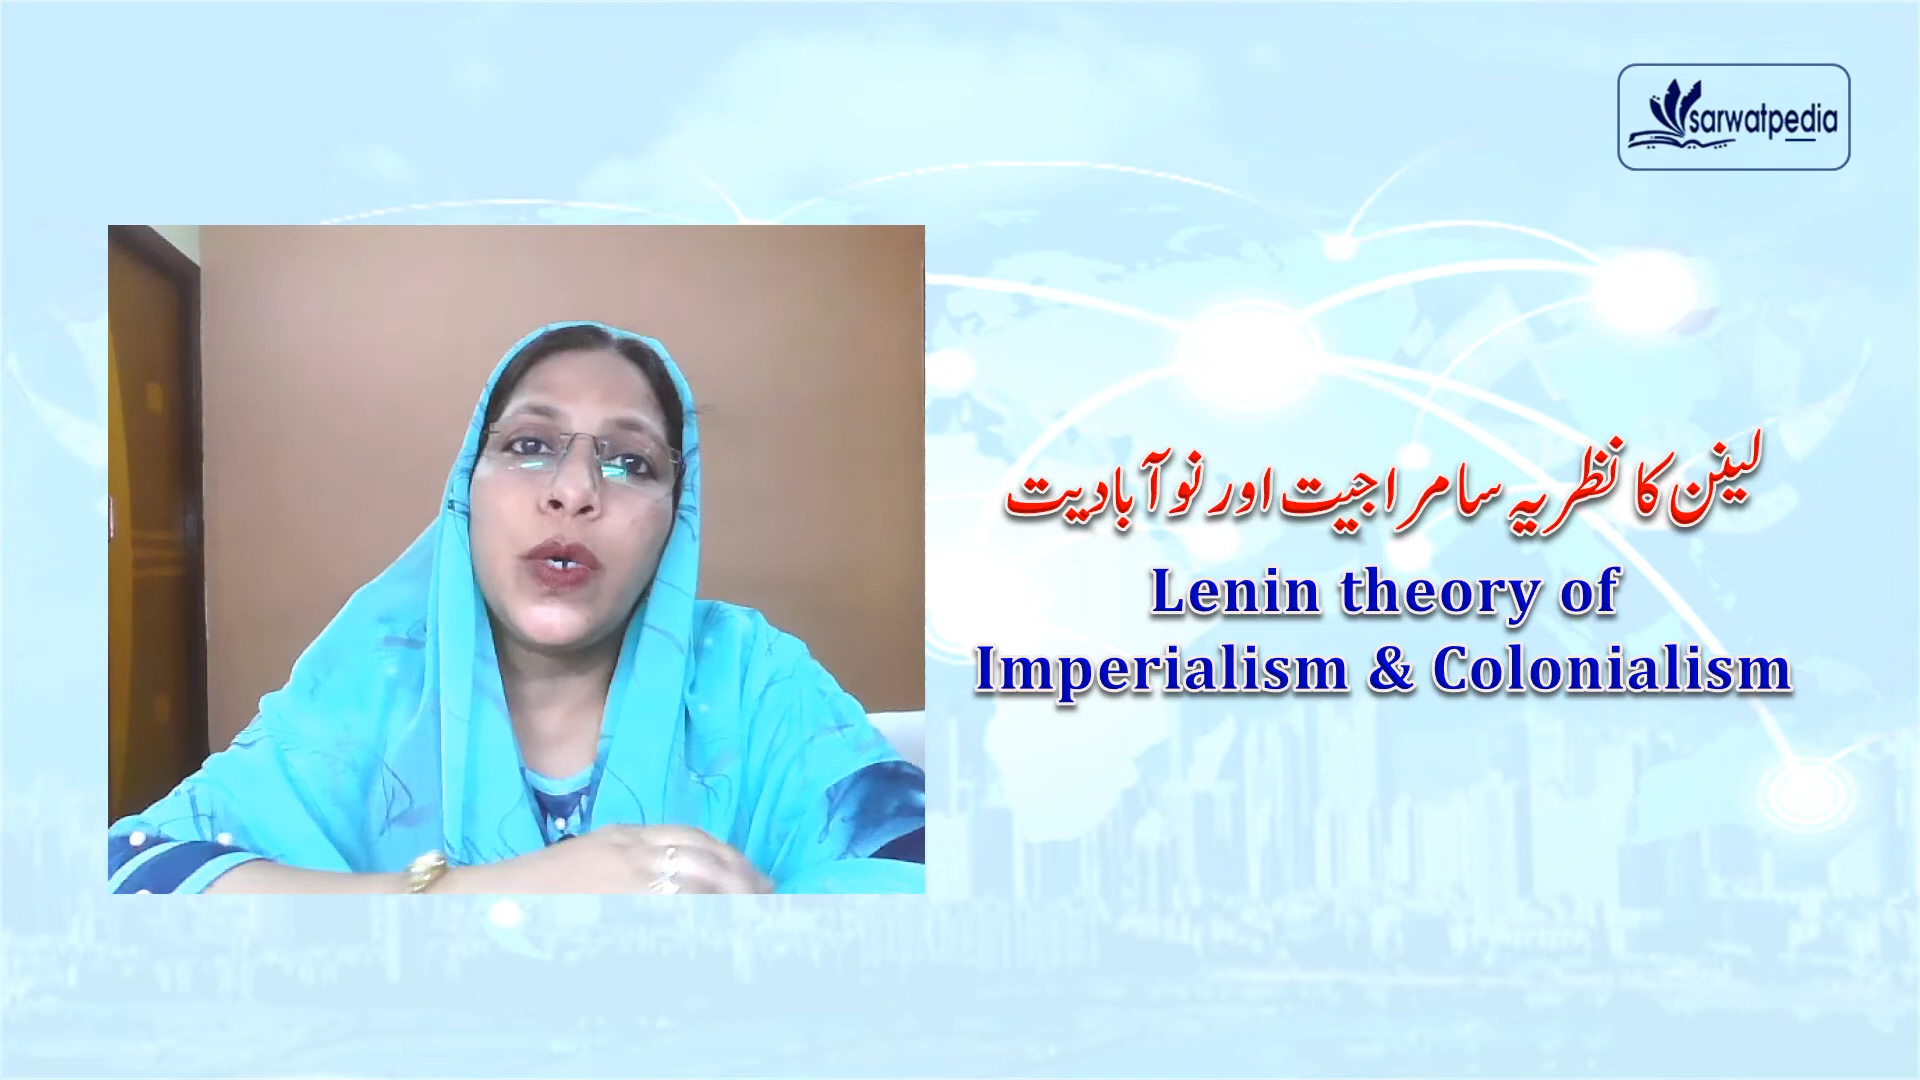 sarwatpedia
لینن کا نظریہ سامراجیت اور نوآبادیت
Lenin theory of
Imperialism & Colonialism